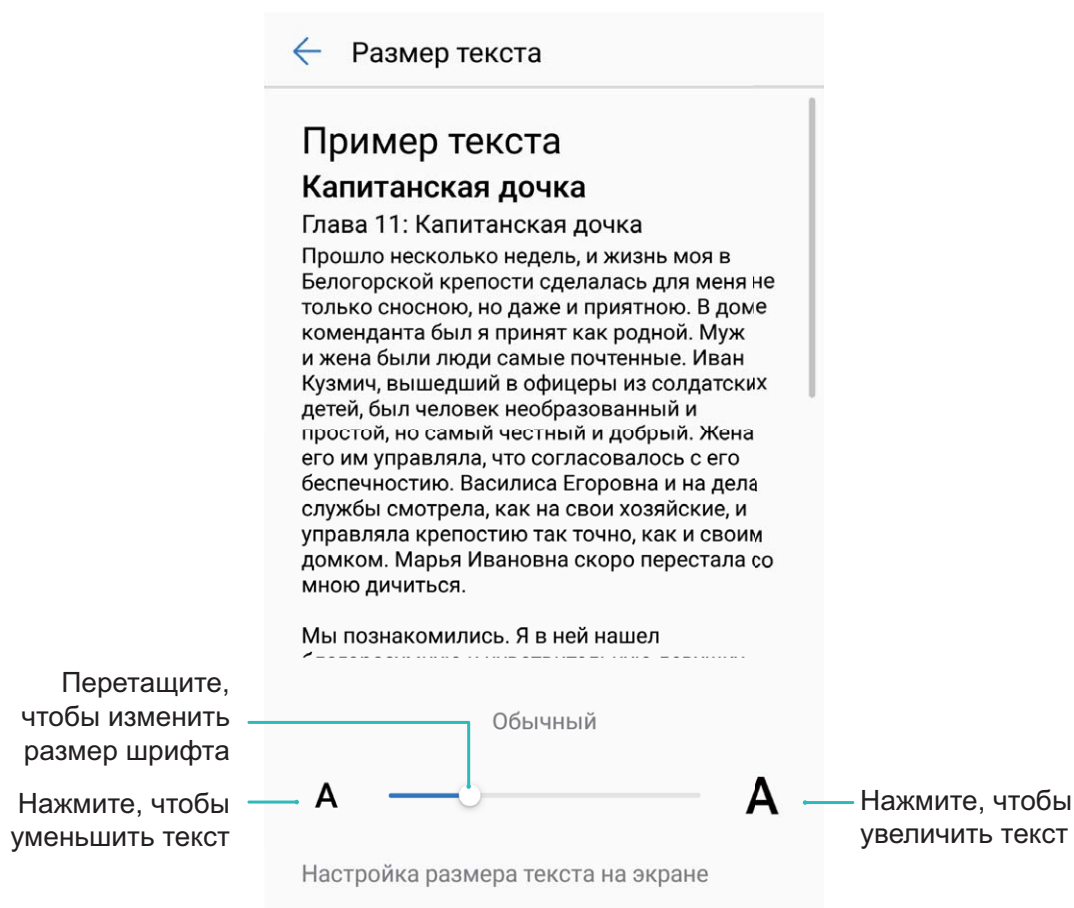 Размер текста
Пример текста
Капитанская дочка
Глава 11: Капитанская дочка
Прошло несколько недель, и жизнь моя в
Белогорской крепости сделалась для меня не
только сносною, но даже и приятною. В доме
коменданта был я принят как родной. Муж
и жена были люди самые почтенные. Иван
Кузмич, вышедший в офицеры из солдатских
детей, был человек необразованный и
простой, но самый честный и добрый. Жена
его им управляла, что согласовалось с его
беспечностию. Василиса Егоровна и на дела
службы смотрела, как на свои хозяйские, и
управляла крепостию так точно, как и своим
домком. Марья Ивановна скоро перестала со
мною дичиться.
Мы познакомились. Я в ней нашел
Перетащите,
чтобы изменить
размер шрифта
Обычный
Нажмите, чтобы
уменьшить текст
A
A
Нажмите, чтобы
увеличить текст
Настройка размера текста на экране